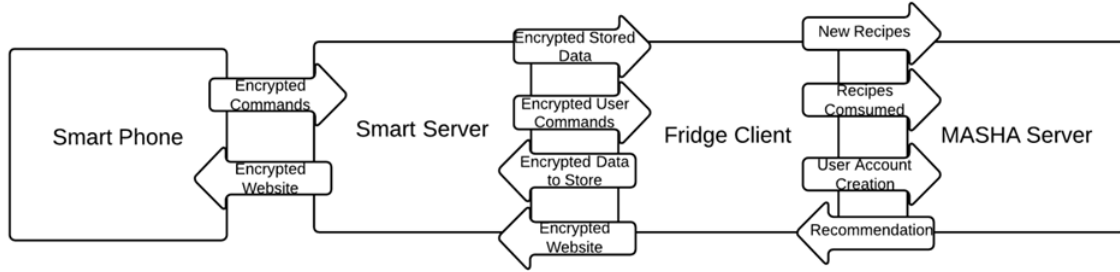 Smart Phone
Encrypted
Commands
Encrypted
Website
Smart Server
Encrypted Stored
Data
Encrypted User
Commands
Encrypted Data
to Store
Encrypted
Website
Fridge Client
New Recipes
Recipes
Comsumed
User Account
Creation
Recommendation
MASHA Server